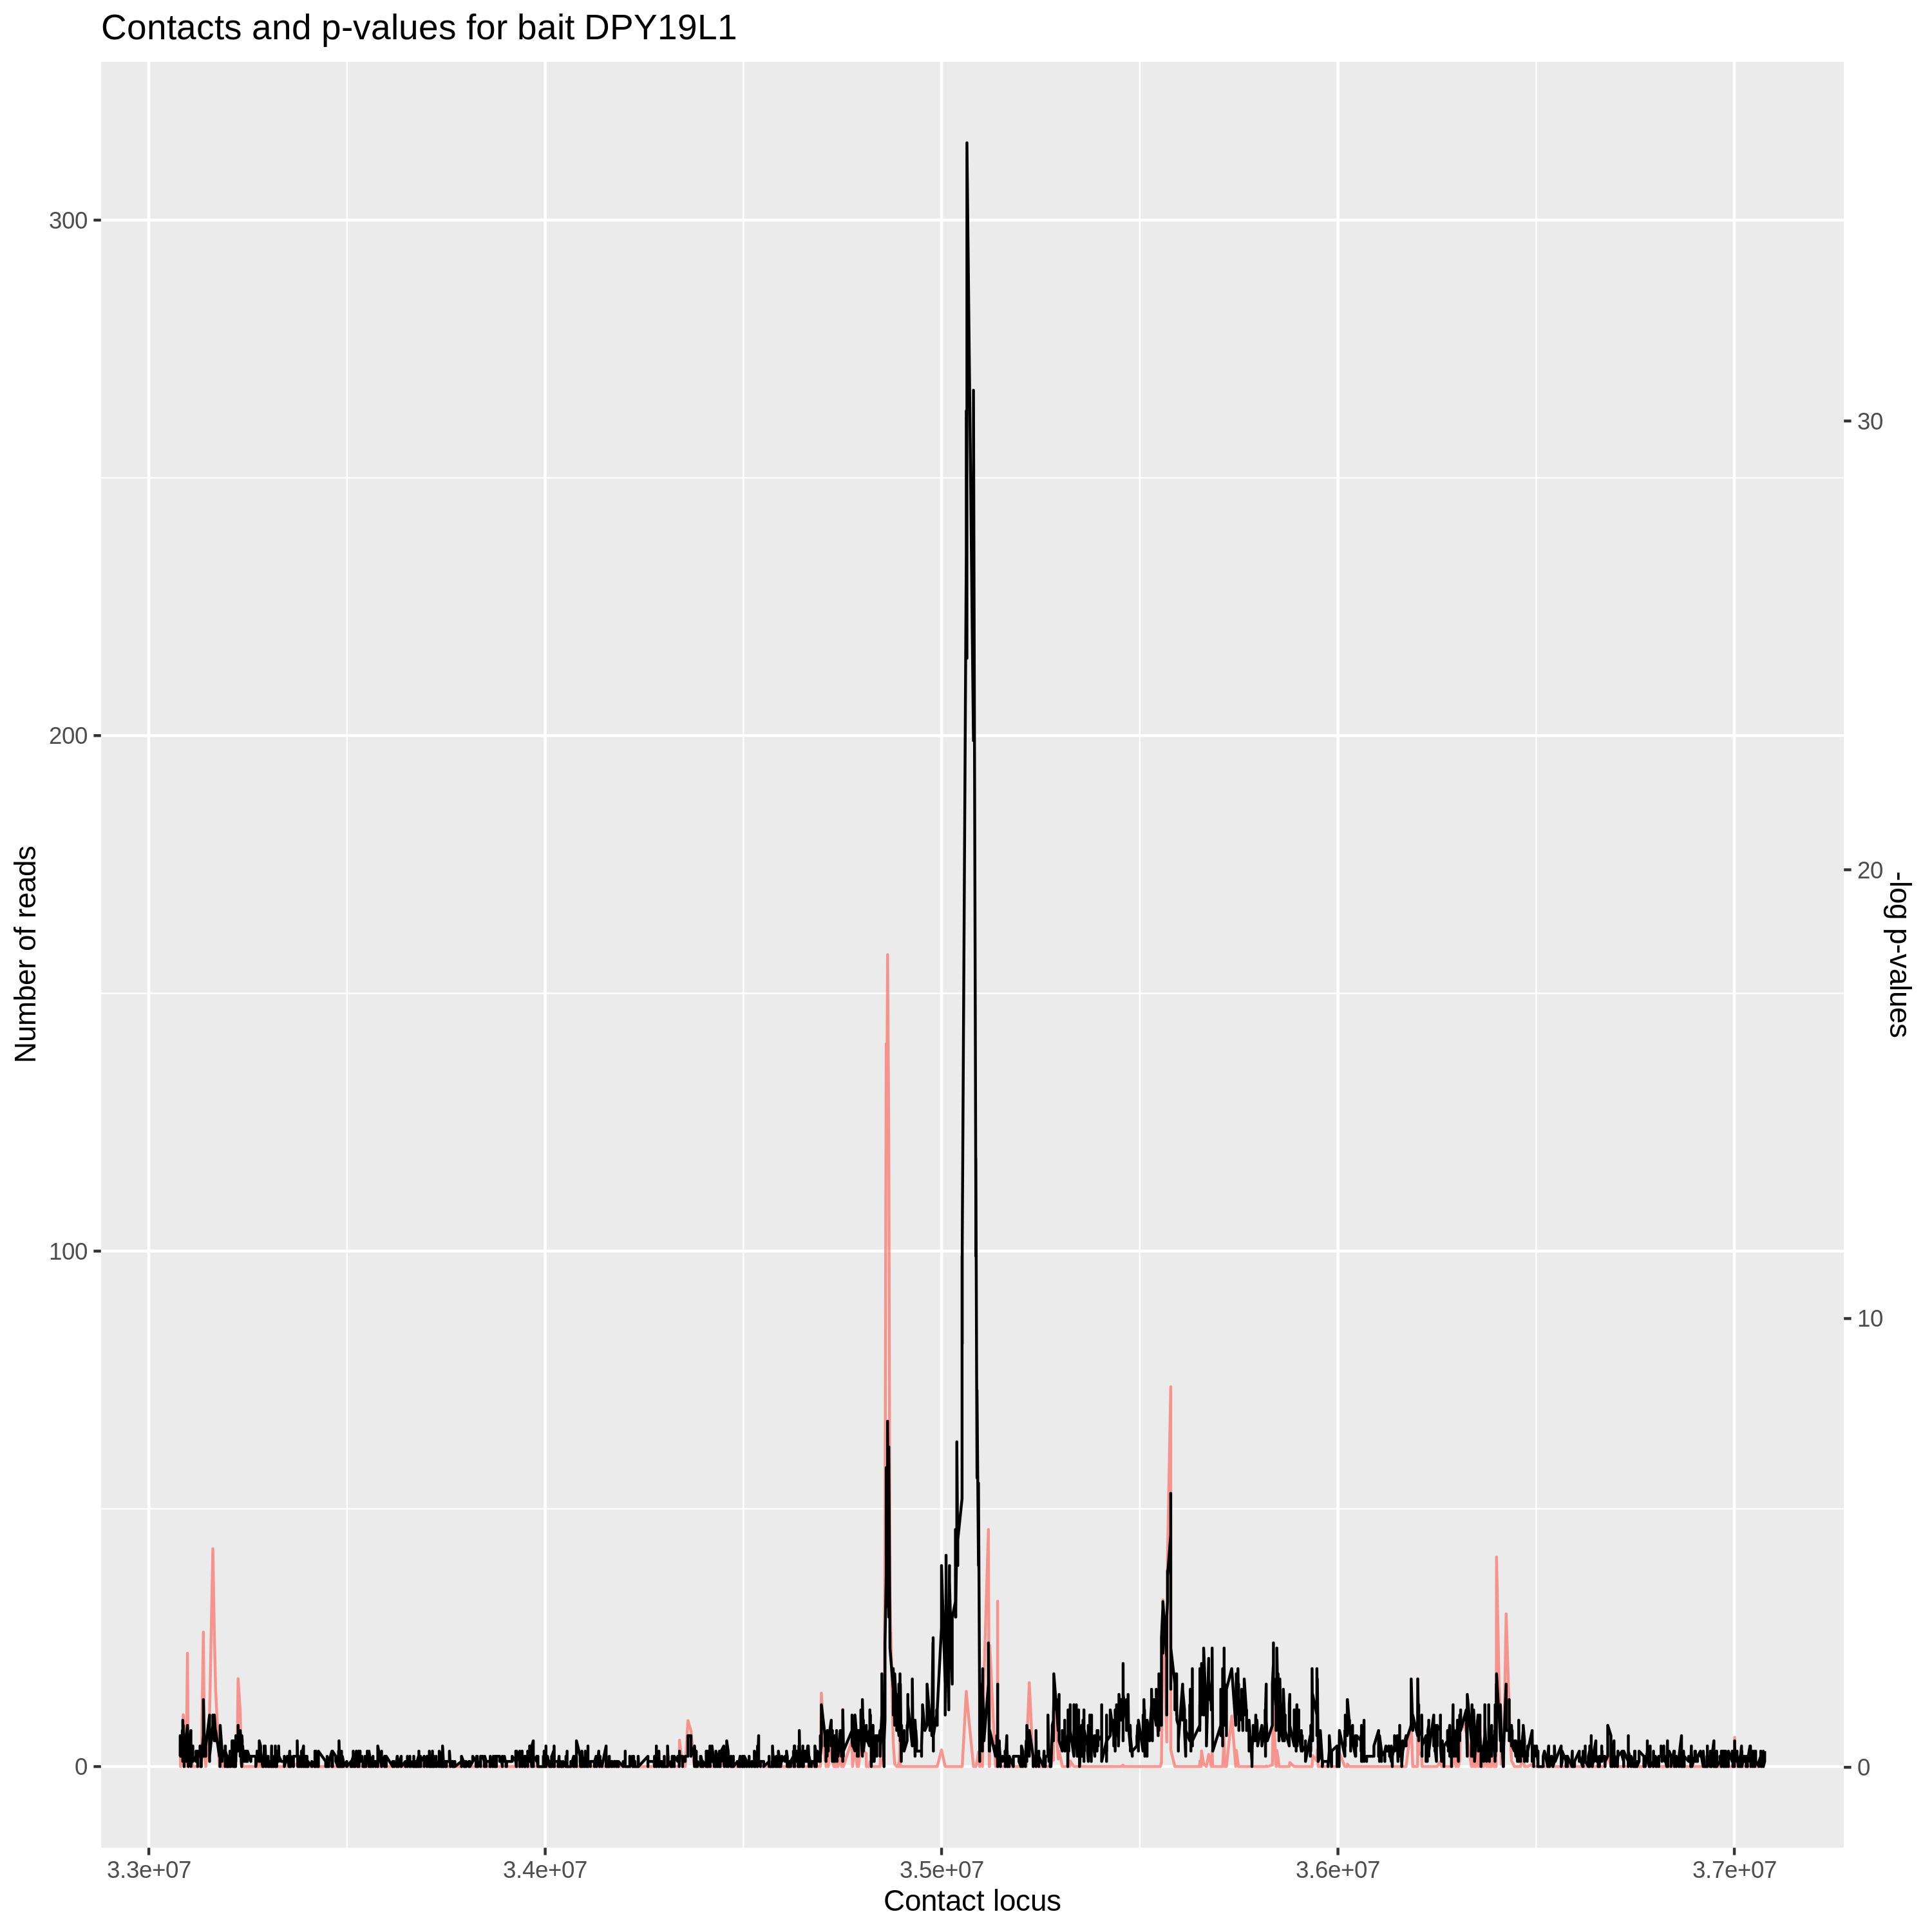 Contacts and p-values for bait DPY19L1
300
200
100
0
30
20
10
0
Number of reads
-log p-values
3.3e+07 3.4e+07 3.5e+07 3.6e+07 3.7e+07
Contact locus